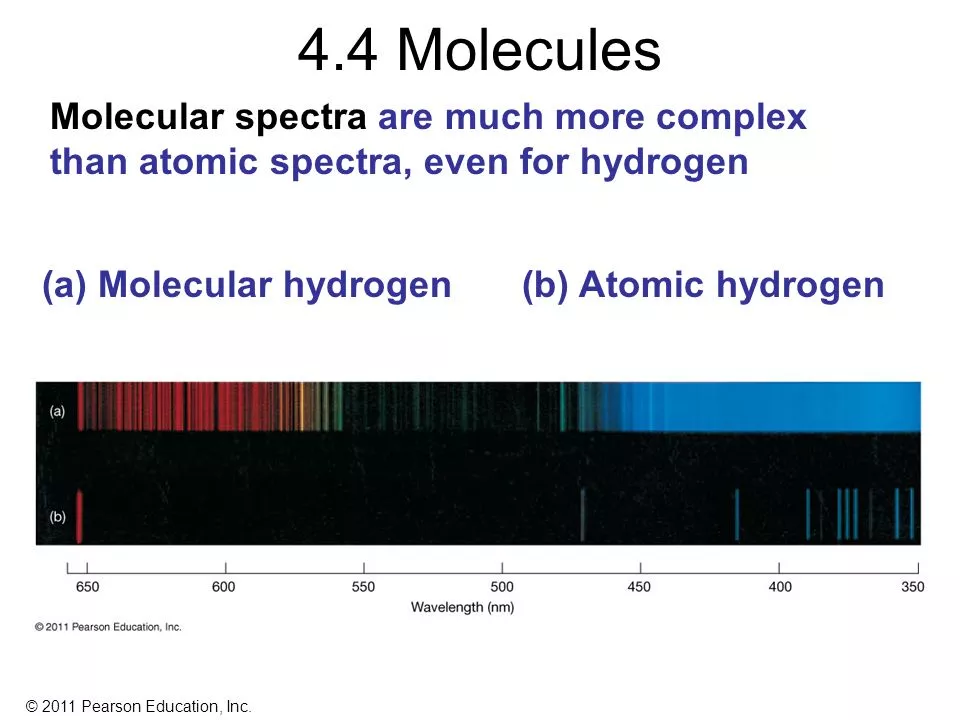 4.4 Molecules
Molecular spectra are much more complex
than atomic spectra, even for hydrogen
(a) Molecular hydrogen (b) Atomic hydrogen
(a)
(b)
650 600 550 500 450 400 350
Wavelength (nm)
© 2011 Pearson Education, Inc.
© 2011 Pearson Education, Inc.